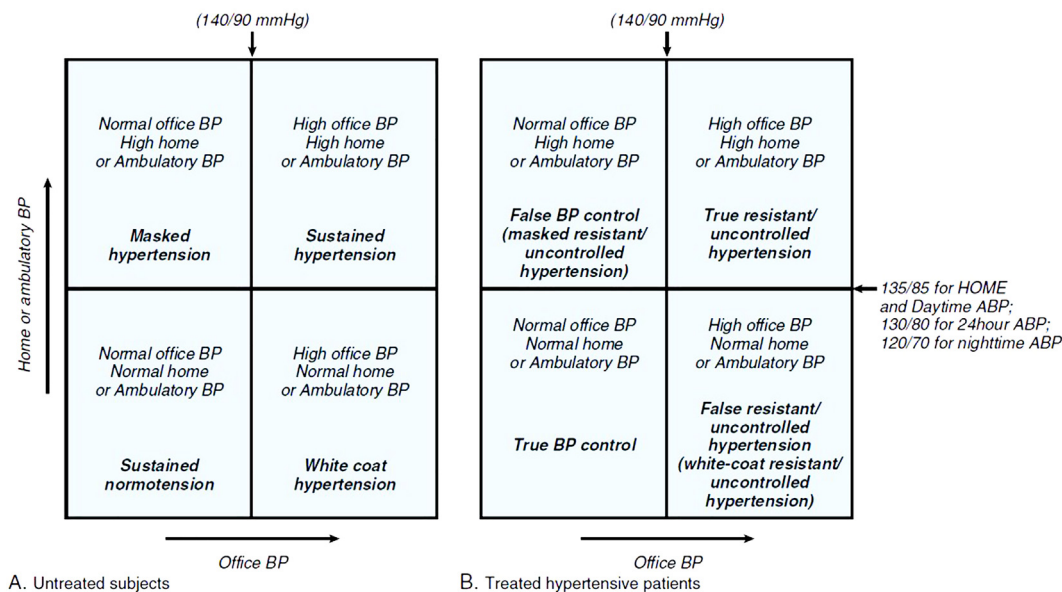 (140/90 mmHg)
Normal office BP
High home
or Ambulatory BP
Masked
hypertension
High office BP
High home
or Ambulatory BP
Sustained
hypertension
Normal office BP
Normal home
or Ambulatory BP
Sustained
normotension
High office BP
Normal home
or Ambulatory BP
White coat
hypertension
Home or ambulatory BP
Office BP
A. Untreated subjects
(140/90 mmHg)
Normal office BP
High home
or Ambulatory BP
False BP control
(masked resistant/
uncontrolled
hypertension)
High office BP
High home
or Ambulatory BP
True resistant/
uncontrolled
hypertension
Normal office BP
Normal home
or Ambulatory BP
True BP control
High office BP
Normal home
or Ambulatory BP
False resistant/
uncontrolled
hypertension
(white-coat resistant/
uncontrolled
hypertension)
135/85 for HOME
and Daytime ABP;
130/80 for 24hour ABP;
120/70 for nighttime ABP
Office BP
B. Treated hypertensive patients